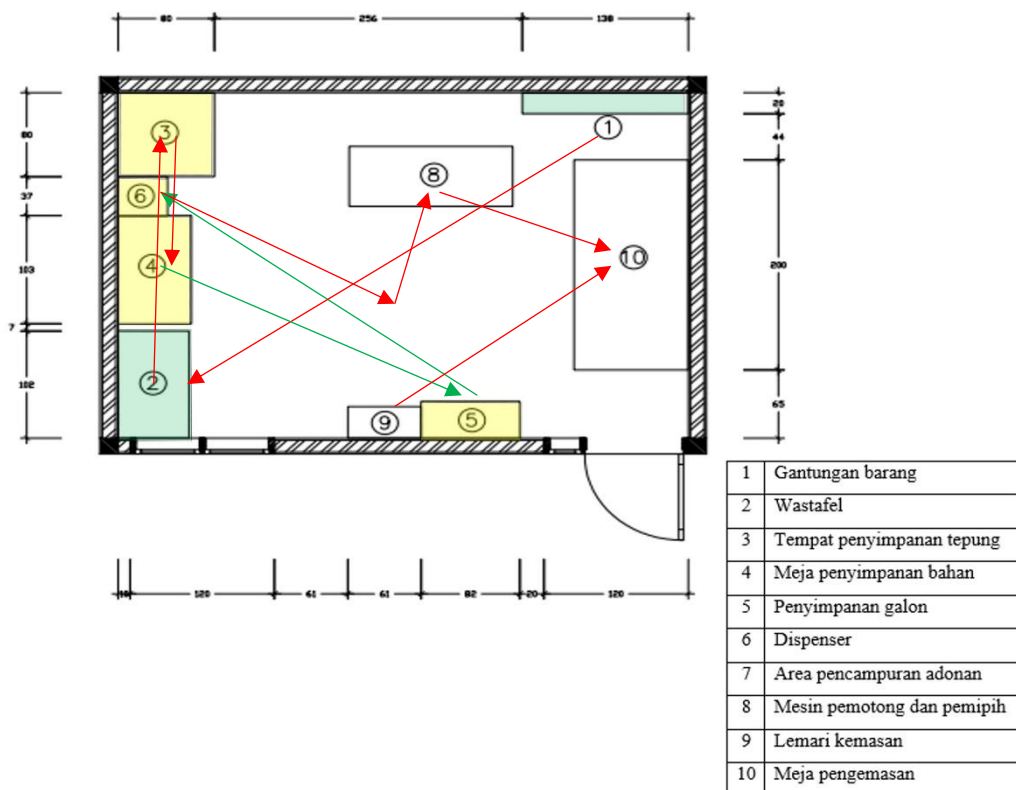 80 256 138
3
1
20
80
44
8
6
37
4
10
103
200
7
2
102
9
5
65
18 120 61 61 82 20 120
1 Gantungan barang
2 Wastafel
3 Tempat penyimpanan tepung
4 Meja penyimpanan bahan
5 Penyimpanan galon
6 Dispenser
7 Area pencampuran adonan
8 Mesin pemotong dan pemipih
9 Lemari kemasan
10 Meja pengemasan